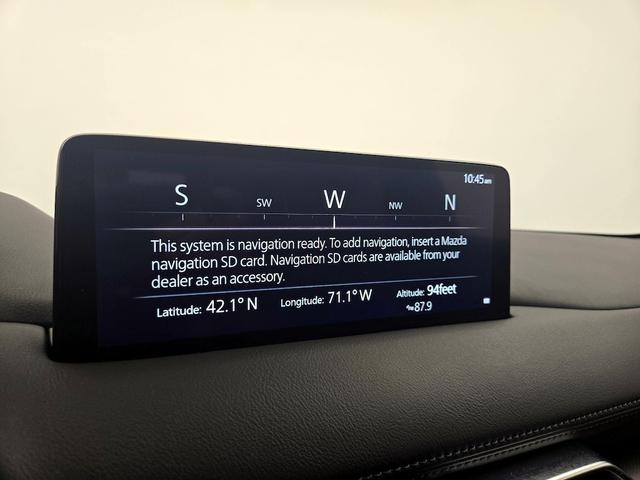 10:45am
S SW W NW N
This system is navigation ready. To add navigation, insert a Mazda
navigation SD card. Navigation SD cards are available from your
dealer as an accessory.
Latitude: 42.1° N Longitude: 71.1° W Altitude: 94feet
87.9